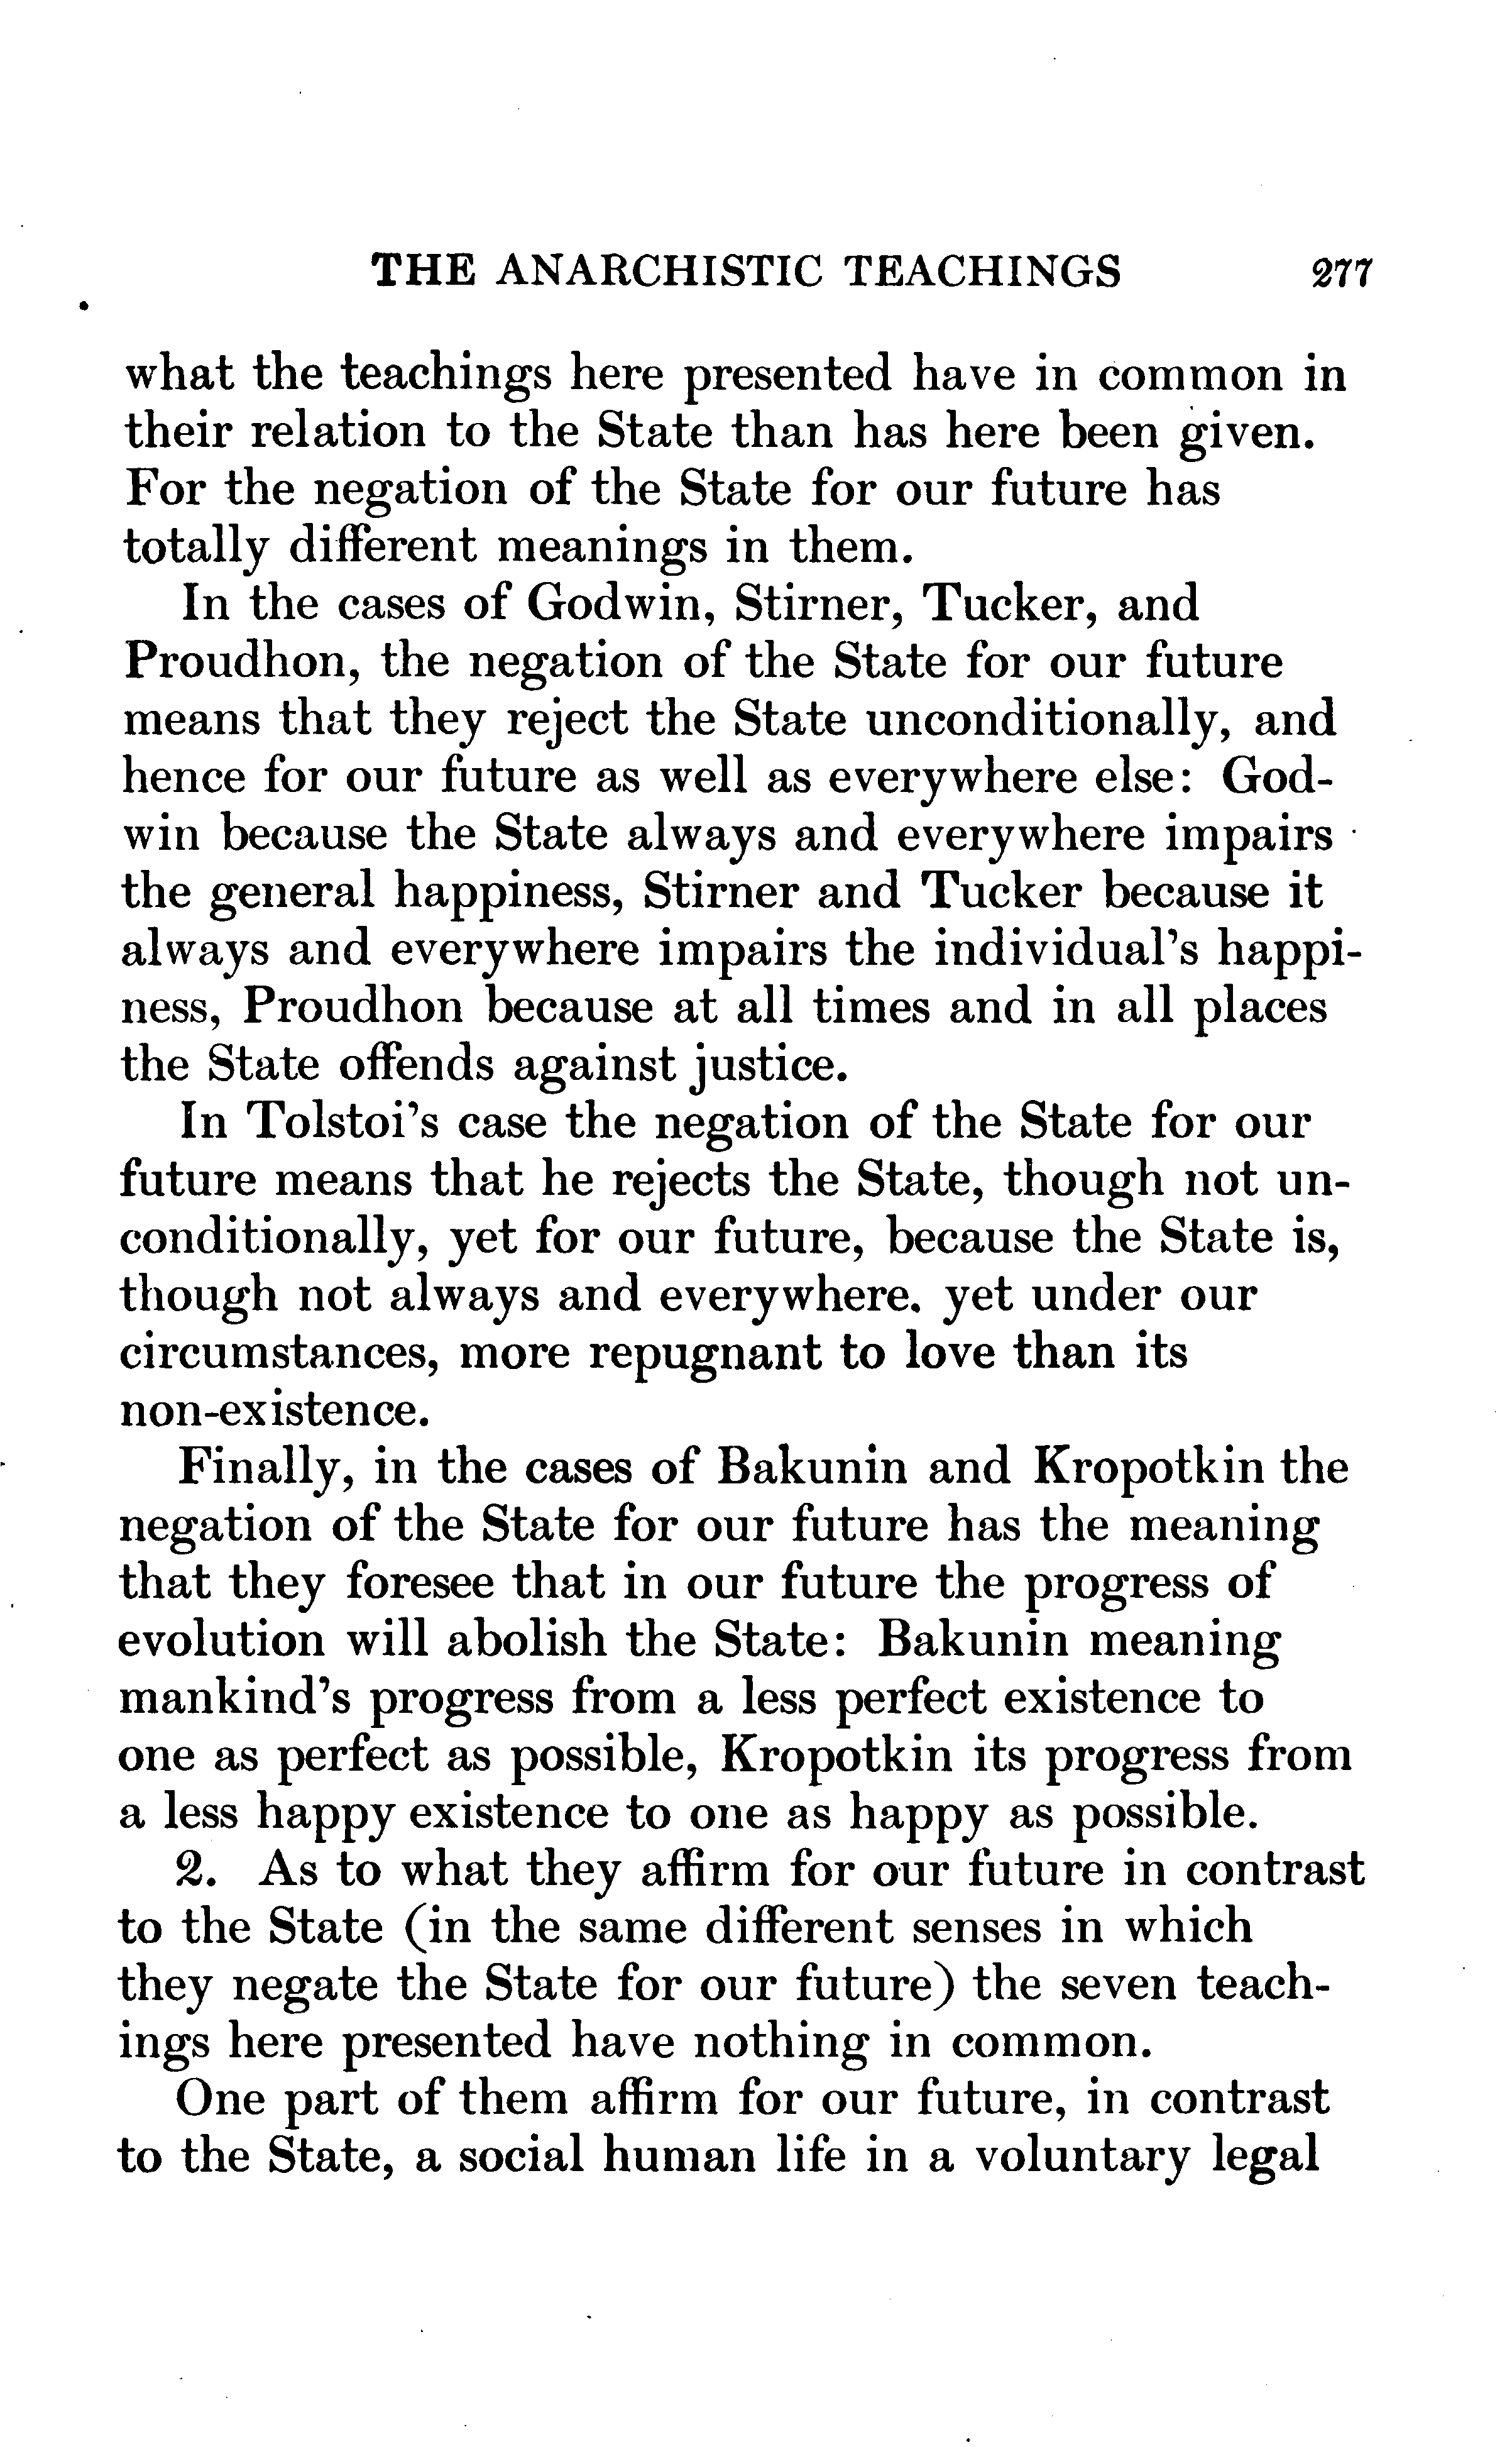 THE ANARCHISTIC TEACHINGS 277
what the teachings here presented have in common in
their relation to the State than has here been given.
For the negation of the State for our future has
totally different meanings in them.
In the cases of Godwin, Stirner, Tucker, and
Proudhon, the negation of the State for our future
means that they reject the State unconditionally, and
hence for our future as well as everywhere else: God-
win because the State always and everywhere impairs
the general happiness, Stirner and Tucker because it
always and everywhere impairs the individual's happi-
ness, Proudhon because at all times and in all places
the State offends against justice.
In Tolstoi's case the negation of the State for our
future means that he rejects the State, though not un-
conditionally, yet for our future, because the State is,
though not always and everywhere. yet under our
circumstances, more repugnant to love than its
non-existence.
Finally, in the cases of Bakunin and Kropotkin the
negation of the State for our future has the meaning
that they foresee that in our future the progress of
evolution will abolish the State: Bakunin meaning
mankind's progress from a less perfect existence to
one as perfect as possible, Kropotkin its progress from
a less happy existence to one as happy as possible.
2. As to what they affirm for our future in contrast
to the State (in the same different senses in which
they negate the State for our future) the seven teach-
ings here presented have nothing in common.
One part of them affirm for our future, in contrast
to the State, a social human life in a voluntary legal